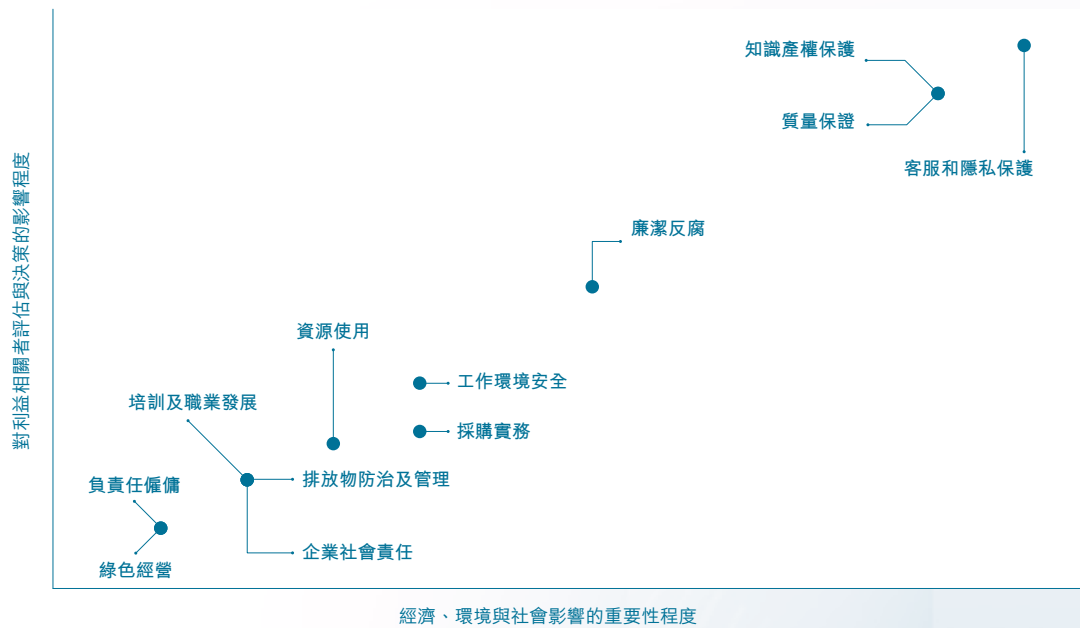 知識產權保護
質量保證
客服和隱私保護
廉潔反腐
資源使用
工作環境安全
培訓及職業發展
採購實務
負責任僱傭
排放物防治及管理
企業社會責任
綠色經營
對利益相關者評估與決策的影響程度
經濟、環境與社會影響的重要性程度